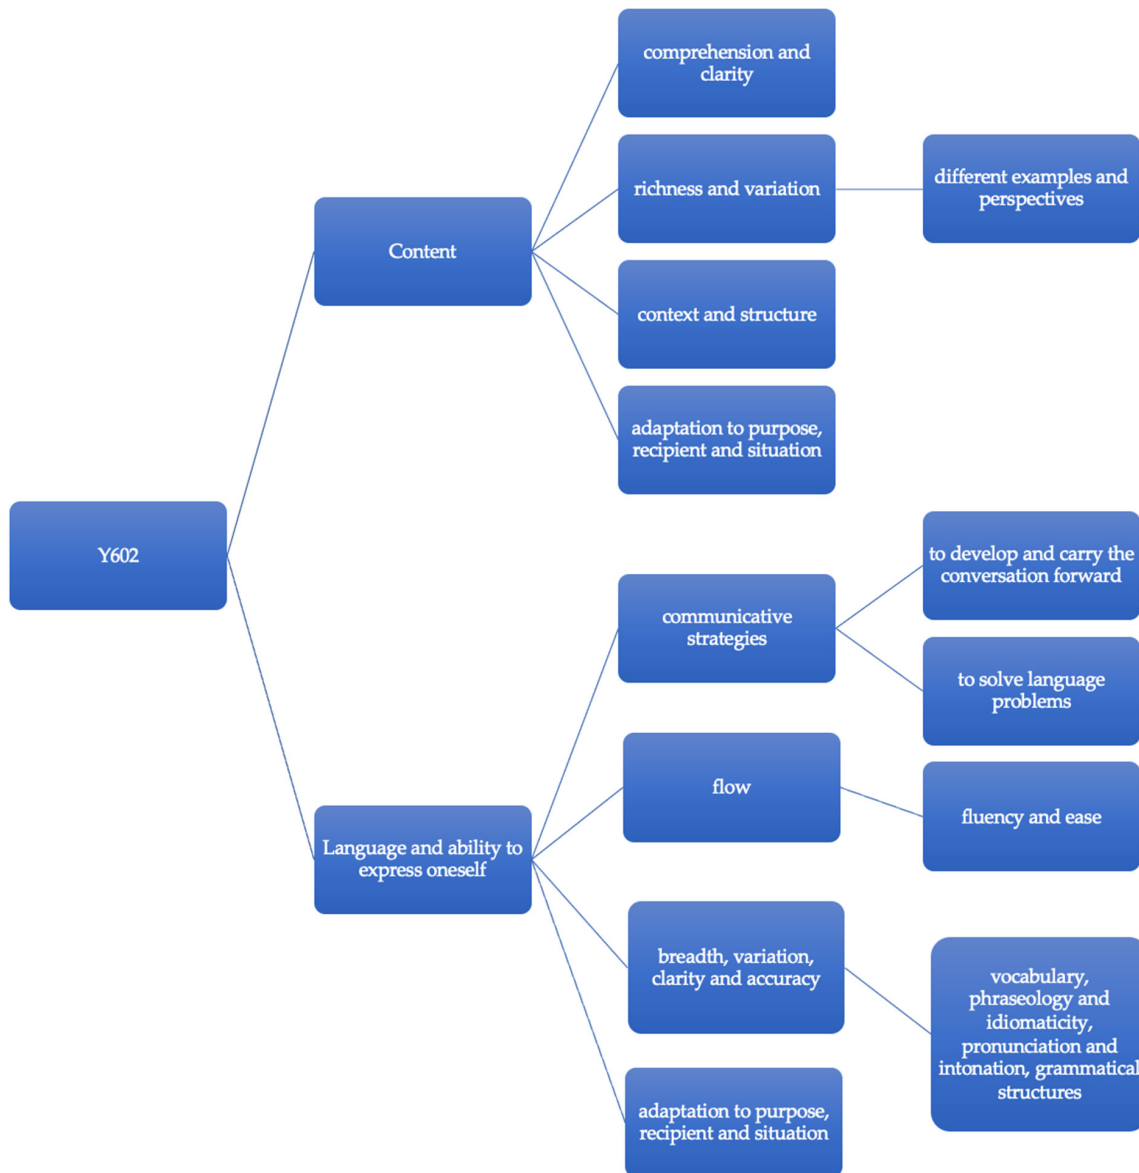 comprehension and
clarity
richness and variation
different examples and
perspectives
Content
context and structure
adaptation to purpose,
recipient and situation
Y602
to develop and carry the
conversation forward
communicative
strategies
to solve language
problems
flow
fluency and ease
Language and ability to
express oneself
breadth, variation,
clarity and accuracy
vocabulary,
phraseology and
idiomaticity,
pronunciation and
intonation, grammatical
structures
adaptation to purpose,
recipient and situation